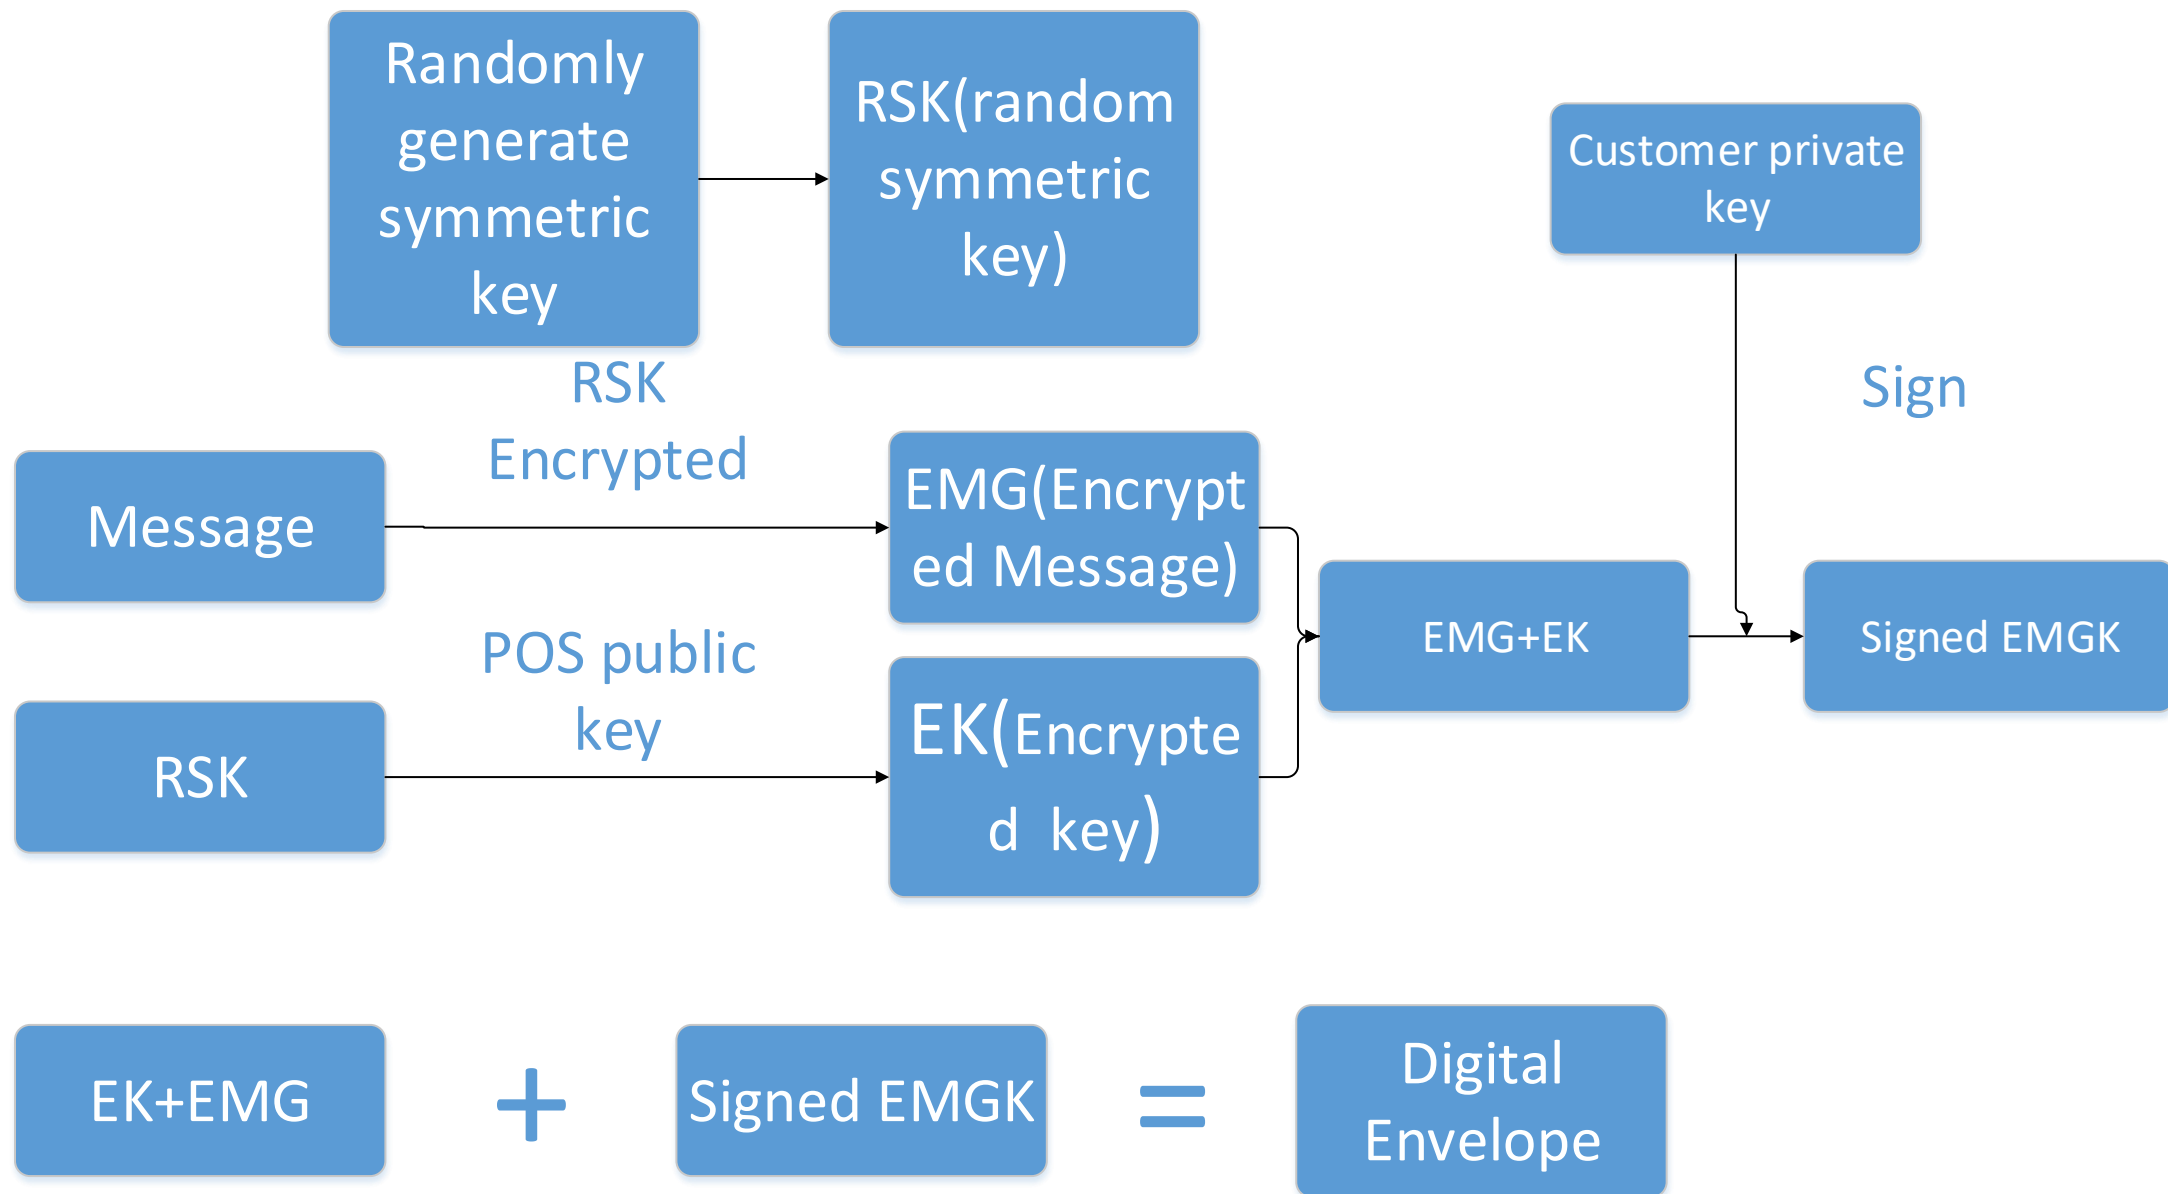 Randomly
generate
symmetric
key
RSK(random
symmetric
key)
Customer private
key
RSK
Encrypted
Sign
Message
EMG(Encrypt
ed Message)
POS public
key
RSK
EK(Encrypte
d key)
EMG+EK
Signed EMGK
EK+EMG
+
Signed EMGK
=
Digital
Envelope